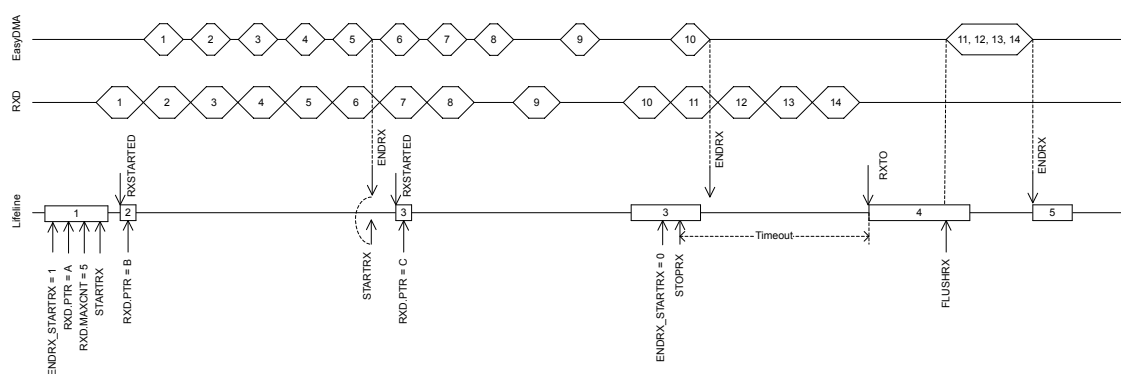 EasyDMA
1
2
3
4
5
6
7
8
9
10
11, 12, 13, 14
RXD
1
2
3
4
5
6
7
8
9
10
11
12
13
14
RXSTARTED
ENDRX
RXSTARTED
ENDRX
RXTO
ENDRX
Lifeline
1
2
3
3
4
5
Timeout
ENDRX_STARTRX = 1
RXD.PTR = A
RXD.MAXCNT = 5
STARTRX
RXD.PTR = B
STARTRX
RXD.PTR = C
ENDRX_STARTRX = 0
STOPRX
FLUSHRX